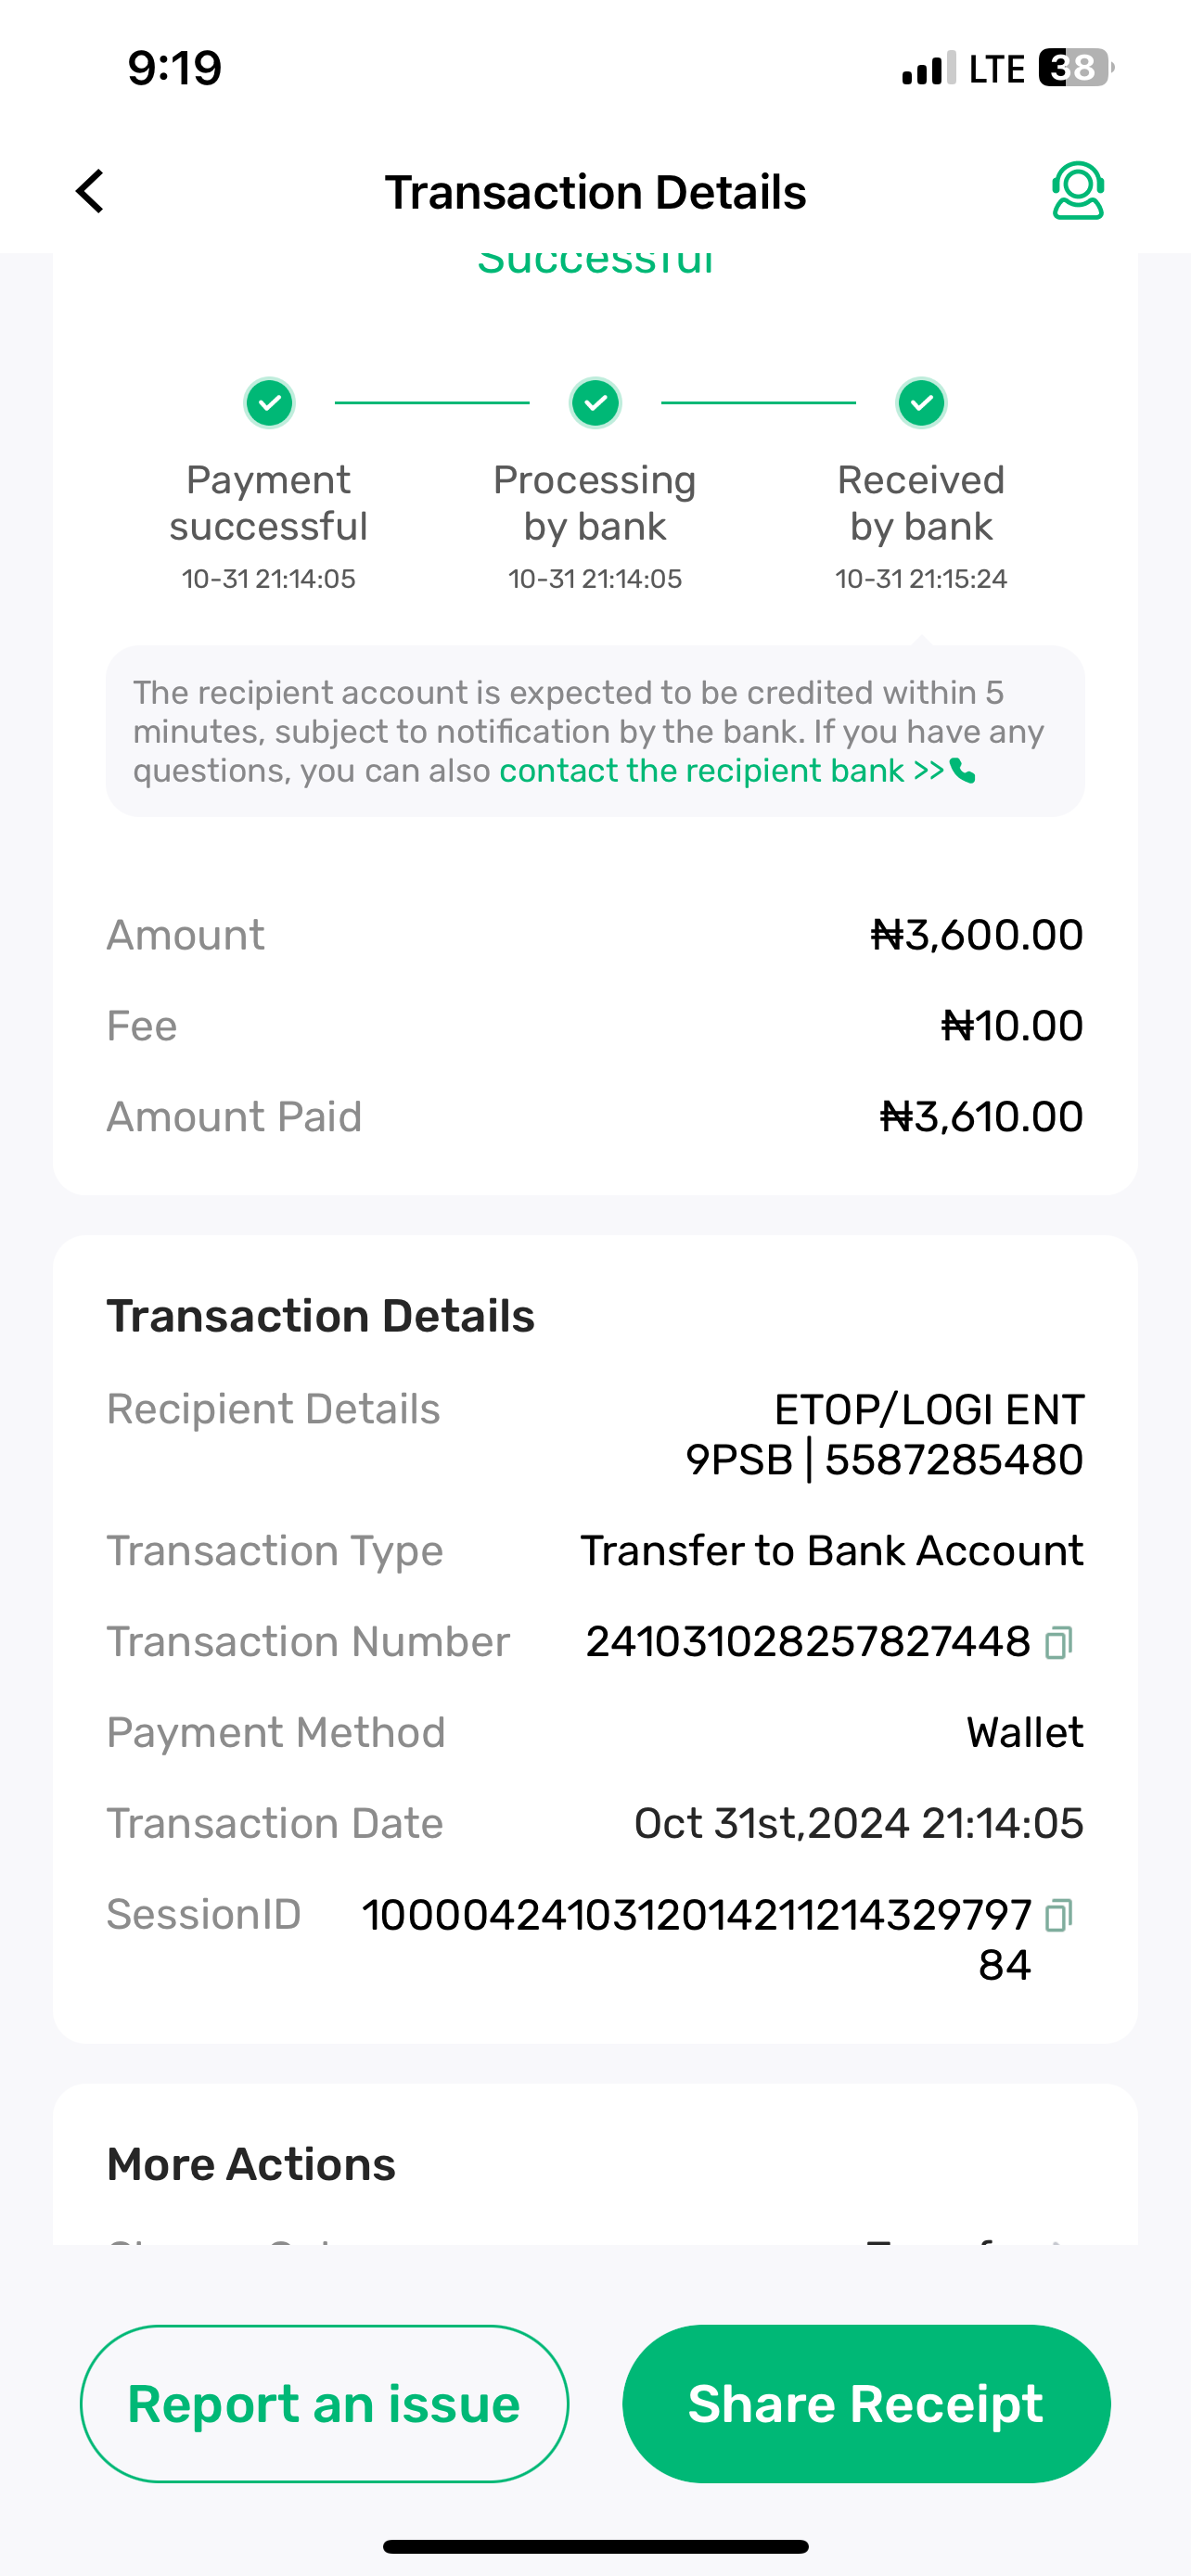 9:19
LTE 38
Transaction Details
Successful
Payment
successful
10-31 21:14:05
Processing
by bank
10-31 21:14:05
Received
by bank
10-31 21:15:24
The recipient account is expected to be credited within 5
minutes, subject to notification by the bank. If you have any
questions, you can also contact the recipient bank >>
Amount ₦3,600.00
Fee ₦10.00
Amount Paid ₦3,610.00
Transaction Details
Recipient Details ETOP/LOGI ENT
9PSB | 5587285480
Transaction Type Transfer to Bank Account
Transaction Number 241031028257827448
Payment Method Wallet
Transaction Date Oct 31st,2024 21:14:05
SessionID 1000042410312014211214329797
84
More Actions
Report an issue
Share Receipt